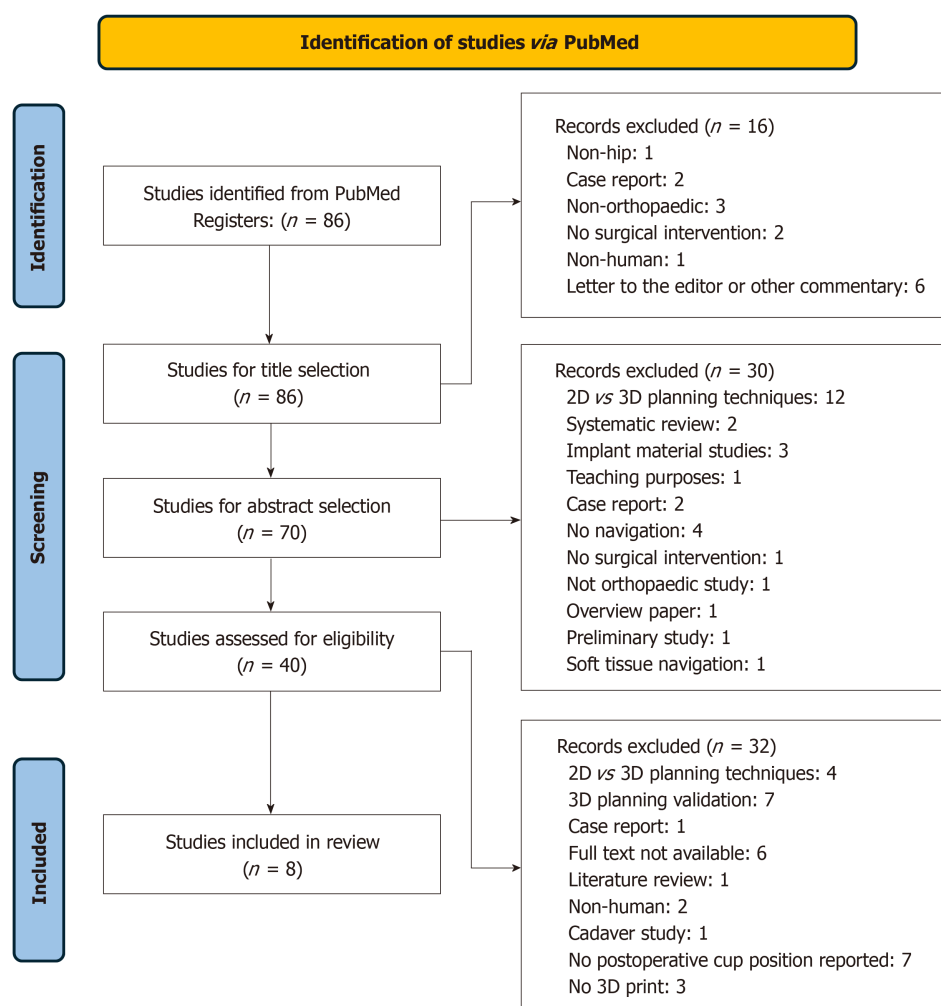 Identification of studies via PubMed
Identification
Studies identified from PubMed
Registers: (n = 86)
Records excluded (n = 16)
Non-hip: 1
Case report: 2
Non-orthopaedic: 3
No surgical intervention: 2
Non-human: 1
Letter to the editor or other commentary: 6
Screening
Studies for title selection
(n = 86)
Studies for abstract selection
(n = 70)
Records excluded (n = 30)
2D vs 3D planning techniques: 12
Systematic review: 2
Implant material studies: 3
Teaching purposes: 1
Case report: 2
No navigation: 4
No surgical intervention: 1
Not orthopaedic study: 1
Overview paper: 1
Preliminary study: 1
Soft tissue navigation: 1
Studies assessed for eligibility
(n = 40)
Records excluded (n = 32)
2D vs 3D planning techniques: 4
3D planning validation: 7
Case report: 1
Full text not available: 6
Literature review: 1
Non-human: 2
Cadaver study: 1
No postoperative cup position reported: 7
No 3D print: 3
Included
Studies included in review
(n = 8)